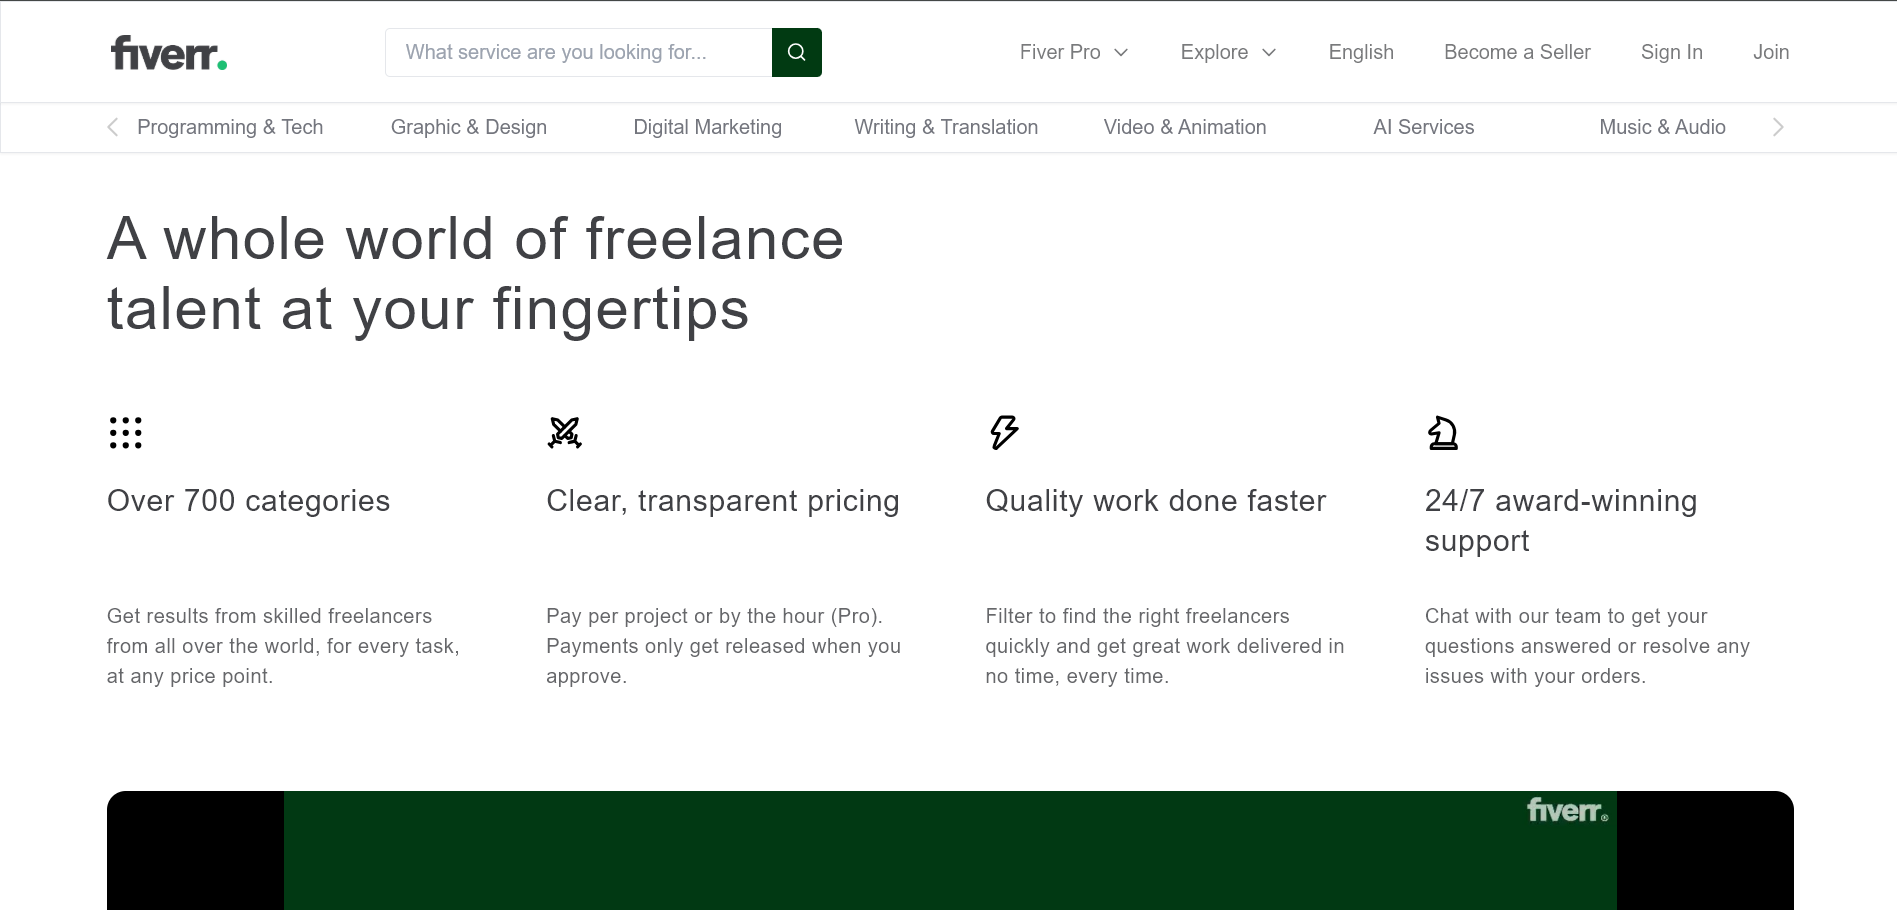 fiverr.
What service are you looking for...
Fiver Pro
Explore
English
Become a Seller
Sign In
Join
Programming & Tech
Graphic & Design
Digital Marketing
Writing & Translation
Video & Animation
AI Services
Music & Audio
A whole world of freelance
talent at your fingertips
Over 700 categories
Get results from skilled freelancers
from all over the world, for every task,
at any price point.
Clear, transparent pricing
Pay per project or by the hour (Pro).
Payments only get released when you
approve.
Quality work done faster
Filter to find the right freelancers
quickly and get great work delivered in
no time, every time.
24/7 award-winning
support
Chat with our team to get your
questions answered or resolve any
issues with your orders.
fiverr®